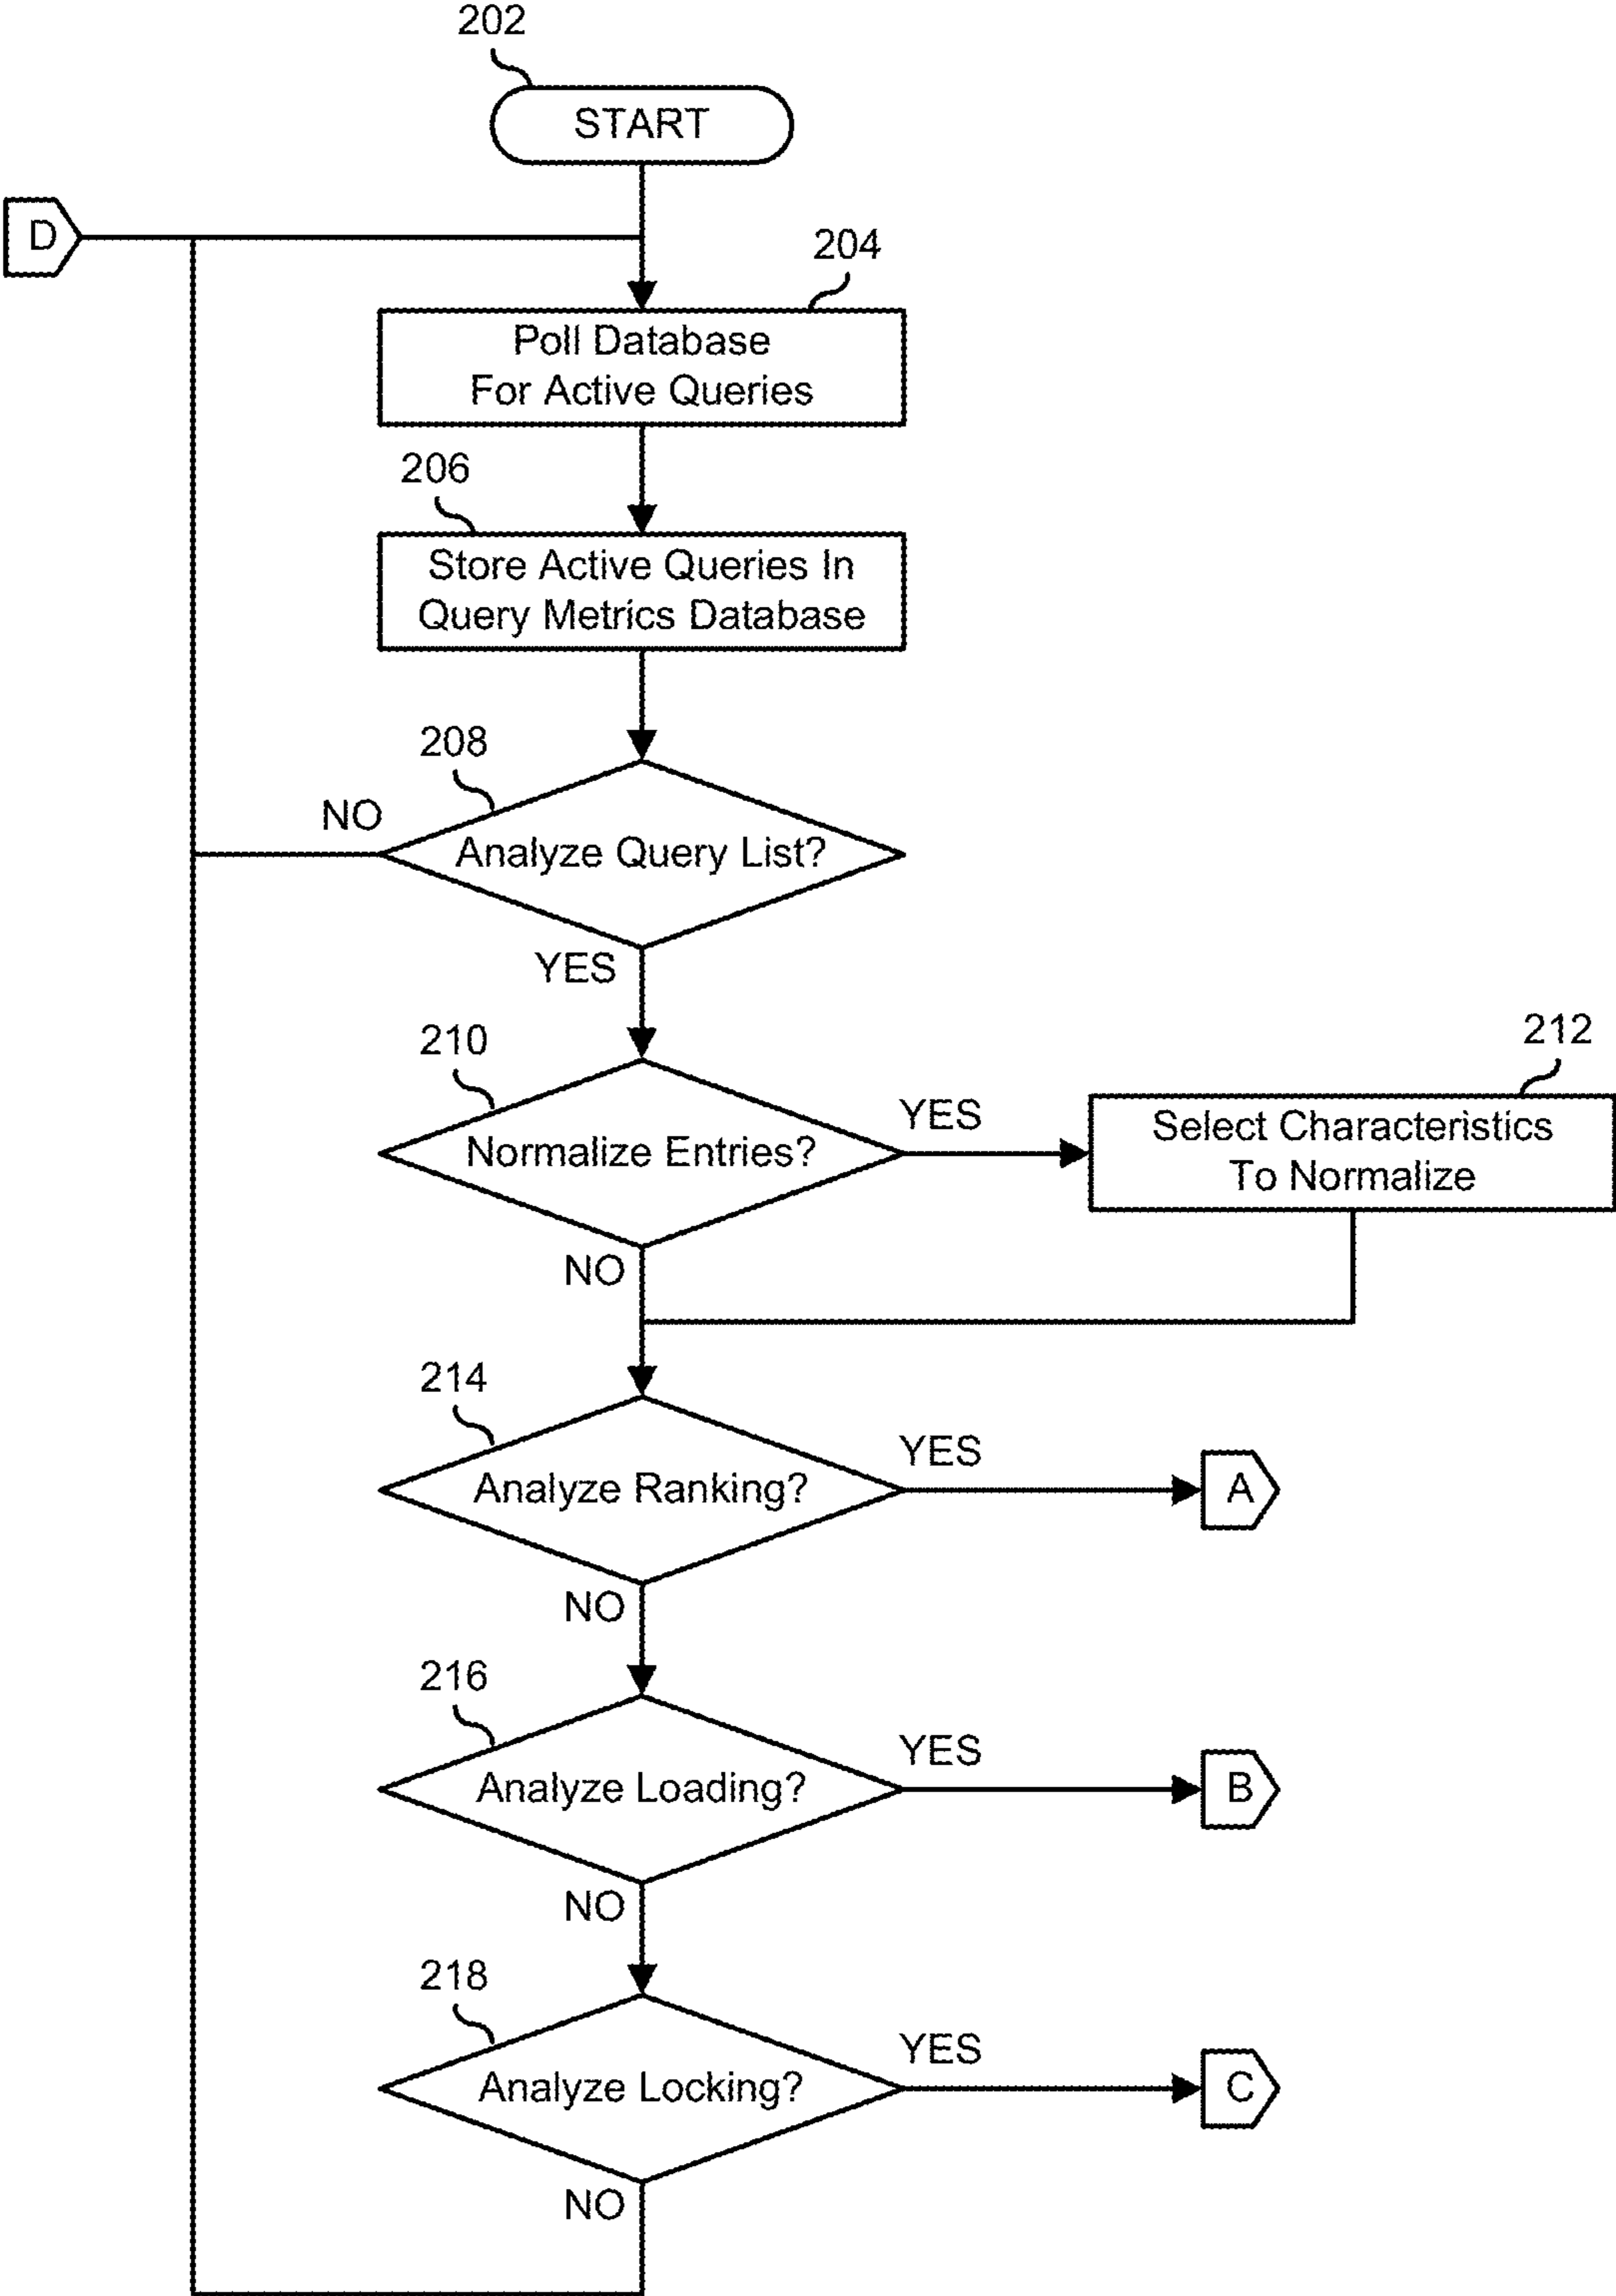 202
START
D
204
Poll Database
For Active Queries
206
Store Active Queries In
Query Metrics Database
208
NO
Analyze Query List?
YES
210
212
YES
Normalize Entries?
Select Characteristics
To Normalize
NO
214
YES
Analyze Ranking?
A
NO
216
YES
Analyze Loading?
B
NO
218
YES
Analyze Locking?
C
NO